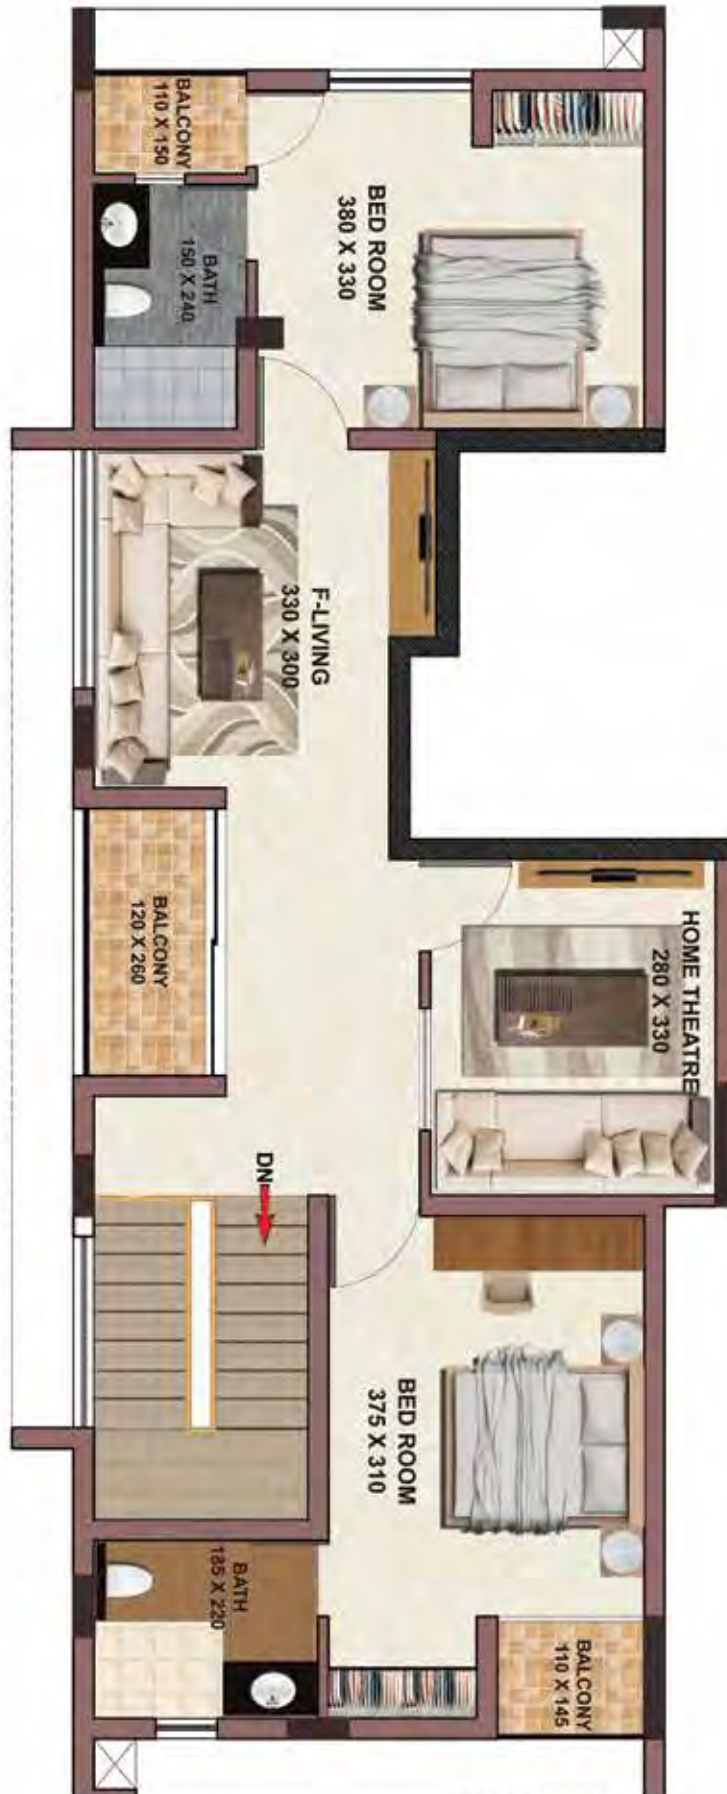 BALCONY
110 X 150
BATH
150 X 240
BED ROOM
380 X 330
F-LIVING
330 X 300
BALCONY
120 X 260
HOME THEATRE
280 X 330
DN
BED ROOM
375 X 310
BATH
185 X 220
BALCONY
110 X 145